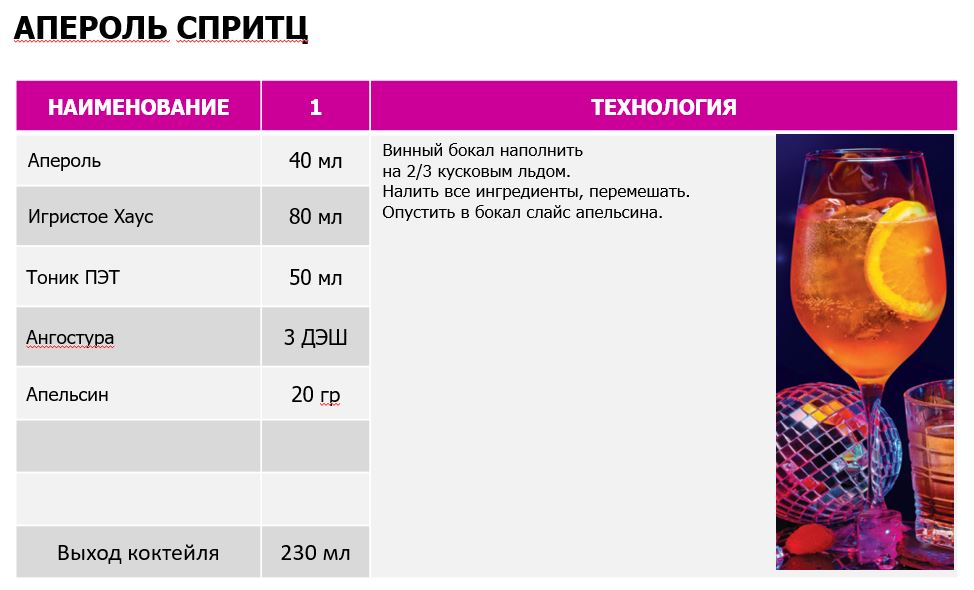 АПЕРОЛЬ СПРИТЦ
НАИМЕНОВАНИЕ 1 ТЕХНОЛОГИЯ
Апероль 40 мл
Игристое Хаус 80 мл
Тоник ПЭТ 50 мл
Ангостура 3 ДЭШ
Апельсин 20 гр
Выход коктейля 230 мл
Винный бокал наполнить
на 2/3 кусковым льдом.
Налить все ингредиенты, перемешать.
Опустить в бокал слайс апельсина.